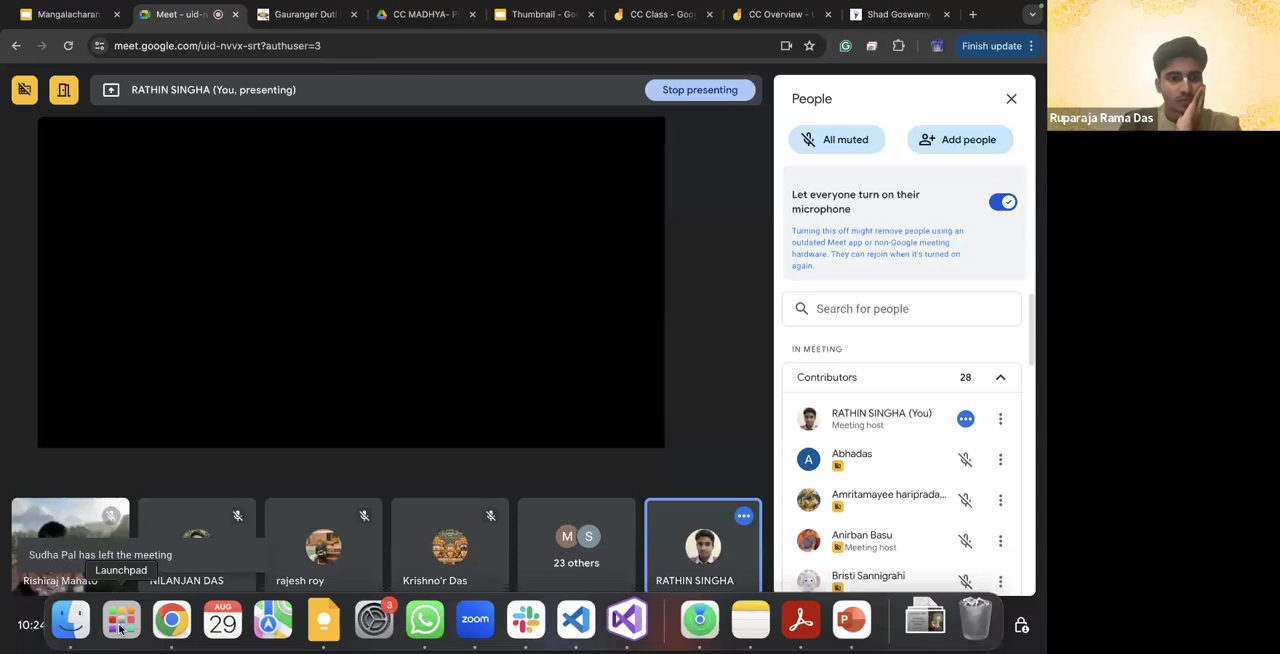 Mangalacharan
Meet - uid-n
Gauranger Dut
CC MADHYA- P
Thumbnail - Go
CC Class - Goo
CC Overview -
Shad Goswamy
meet.google.com/uid-nvvx-srt?authuser=3
Finish update
RATHIN SINGHA (You, presenting)
Stop presenting
People
All muted
Add people
Let everyone turn on their
microphone
Turning this off might remove people using an
outdated Meet app or non-Google meeting
hardware. They can rejoin when it's turned on
again.
Search for people
IN MEETING
Contributors 28
RATHIN SINGHA (You)
Meeting host
A
Abhadas
Amritamayee hariprada...
Anirban Basu
Meeting host
Bristi Sannigrahi
Ruparaja Rama Das
Sudha Pal has left the meeting
Launchpad
Rishiraj Mahato
NILANJAN DAS
rajesh roy
Krishno'r Das
M S
23 others
RATHIN SINGHA
10:24
AUG
29
3
zoom